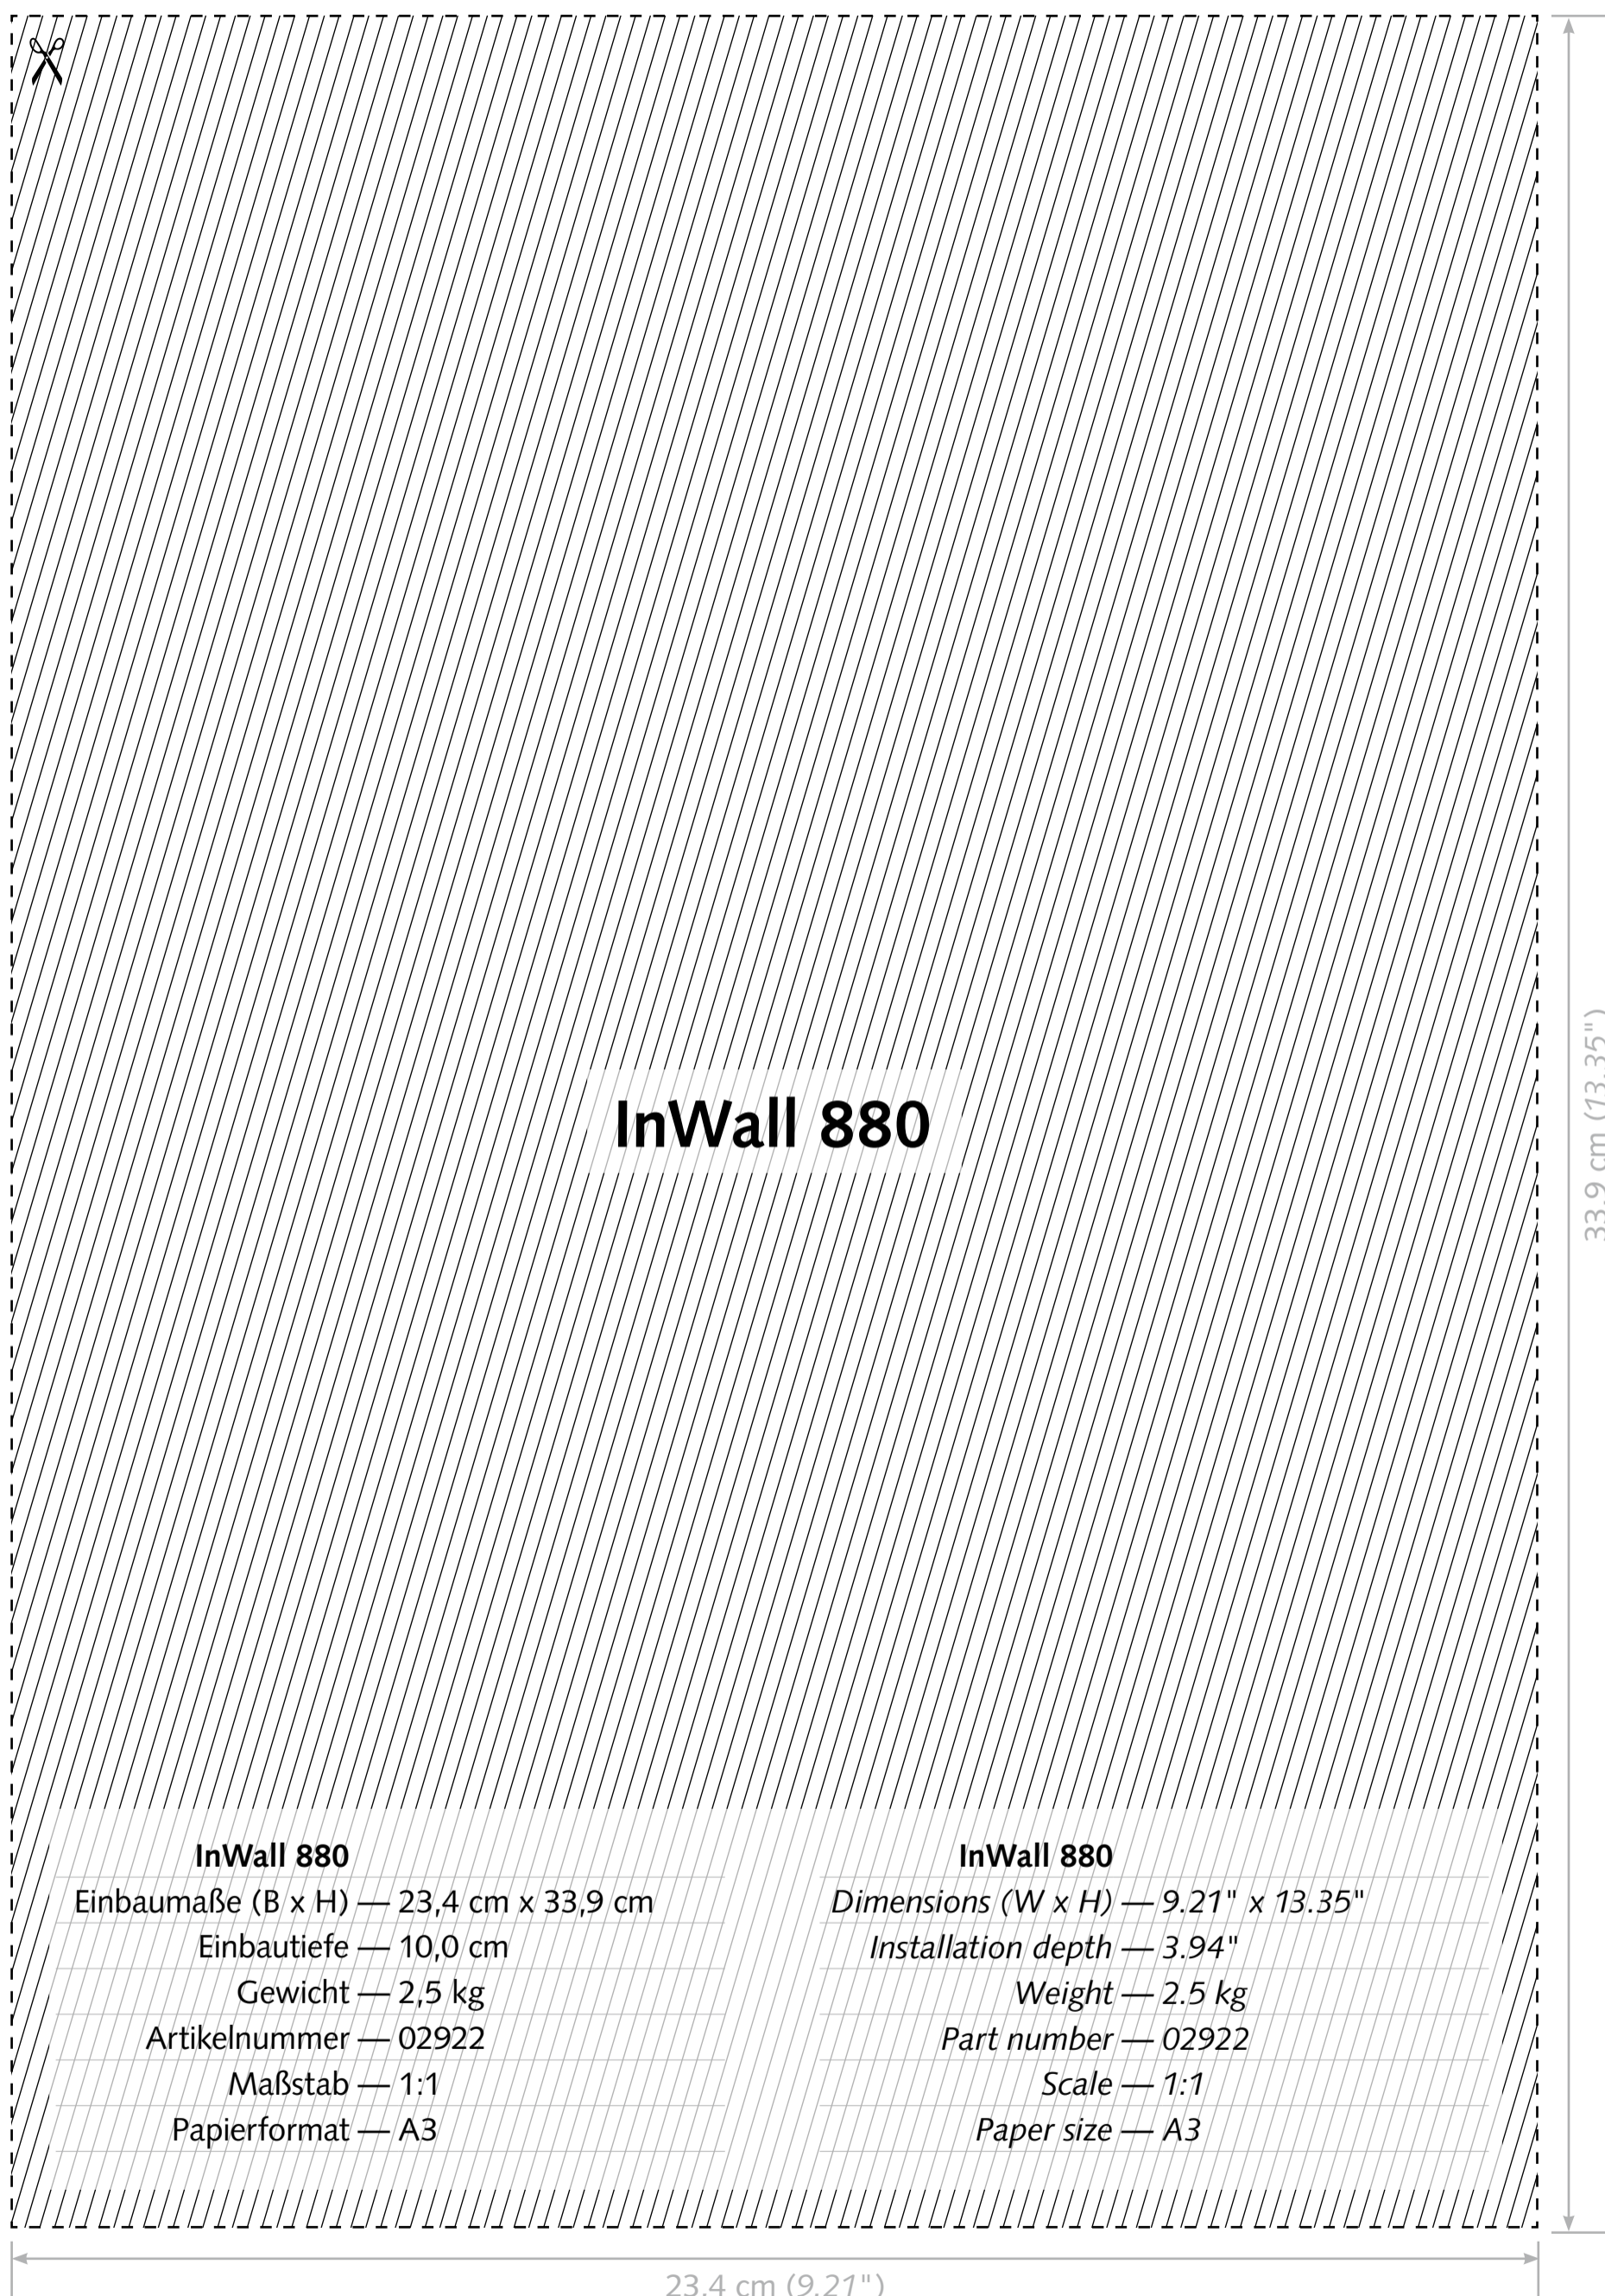 33,9 cm (13.35")
InWall 880
InWall 880
Einbaumaße (B x H) — 23,4 cm x 33,9 cm
Einbautiefe — 10,0 cm
Gewicht — 2,5 kg
Artikelnummer — 02922
Maßstab — 1:1
Papierformat — A3
InWall 880
Dimensions (W x H) — 9.21" x 13.35"
Installation depth — 3.94"
Weight — 2.5 kg
Part number — 02922
Scale — 1:1
Paper size — A3
23,4 cm (9.21")